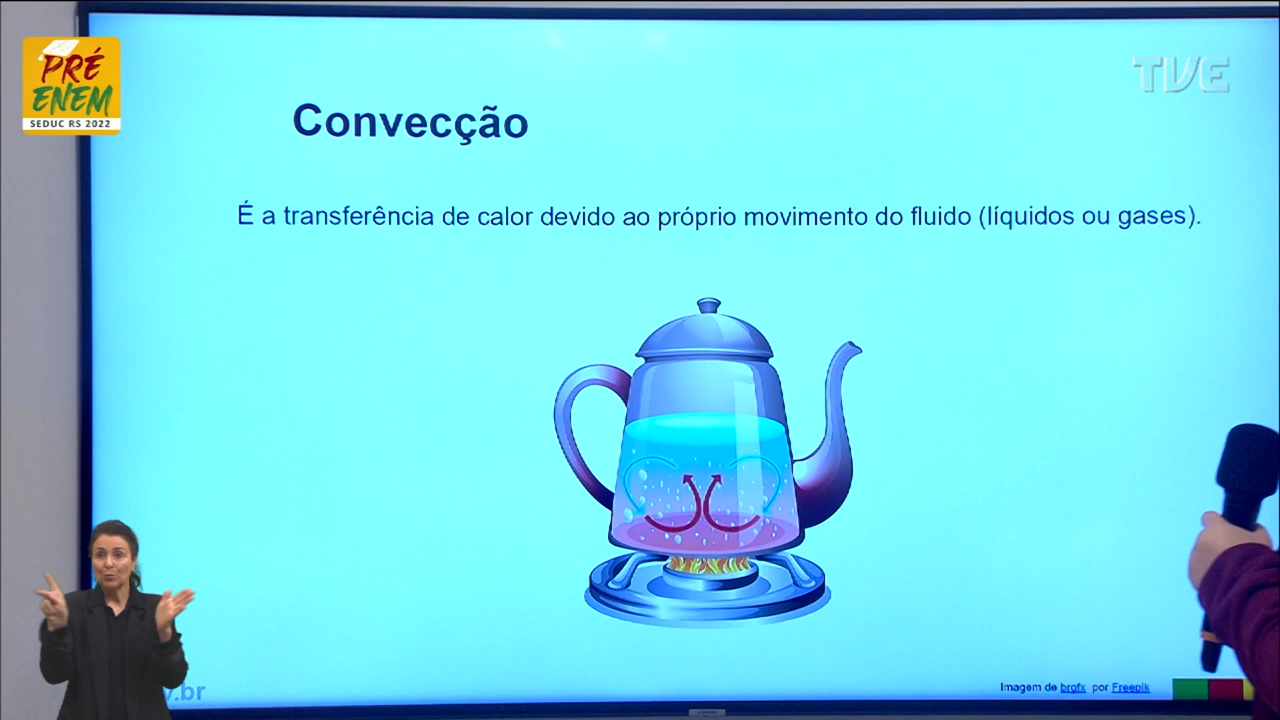 PRÉ
ENEM
SEDUC RS 2022
TVE
Convecção
É a transferência de calor devido ao próprio movimento do fluido (líquidos ou gases).
Imagem de brgfx por Freepik
.br